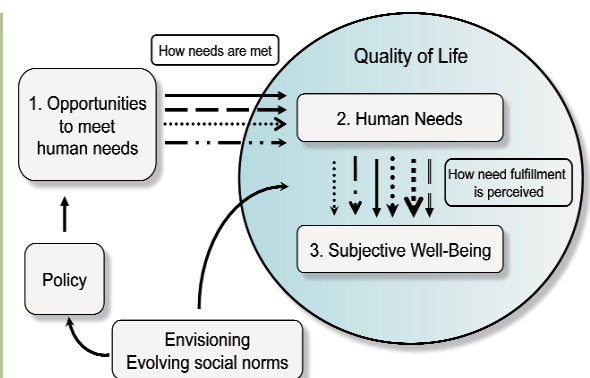 How needs are met
Quality of Life
1. Opportunities
to meet
human needs
2. Human Needs
How need fulfillment
is perceived
3. Subjective Well-Being
Policy
Envisioning
Evolving social norms